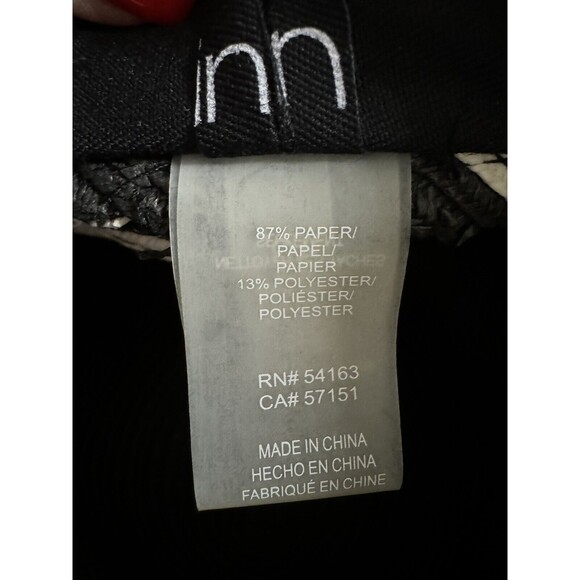 87% PAPER/
PAPEL/
PAPIER
13% POLYESTER/
POLIÉSTER/
POLYESTER
RN# 54163
CA# 57151
MADE IN CHINA
HECHO EN CHINA
FABRIQUÉ EN CHINE